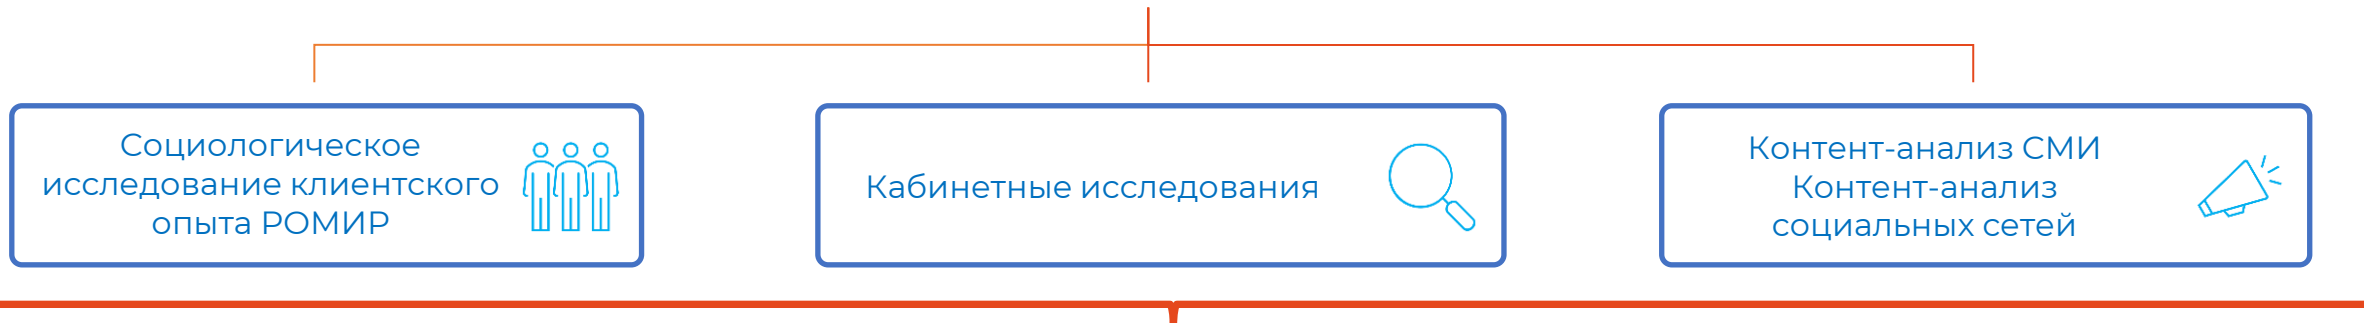 Социологическое
исследование клиентского
опыта РОМИР
Кабинетные исследования
Контент-анализ СМИ
Контент-анализ
социальных сетей